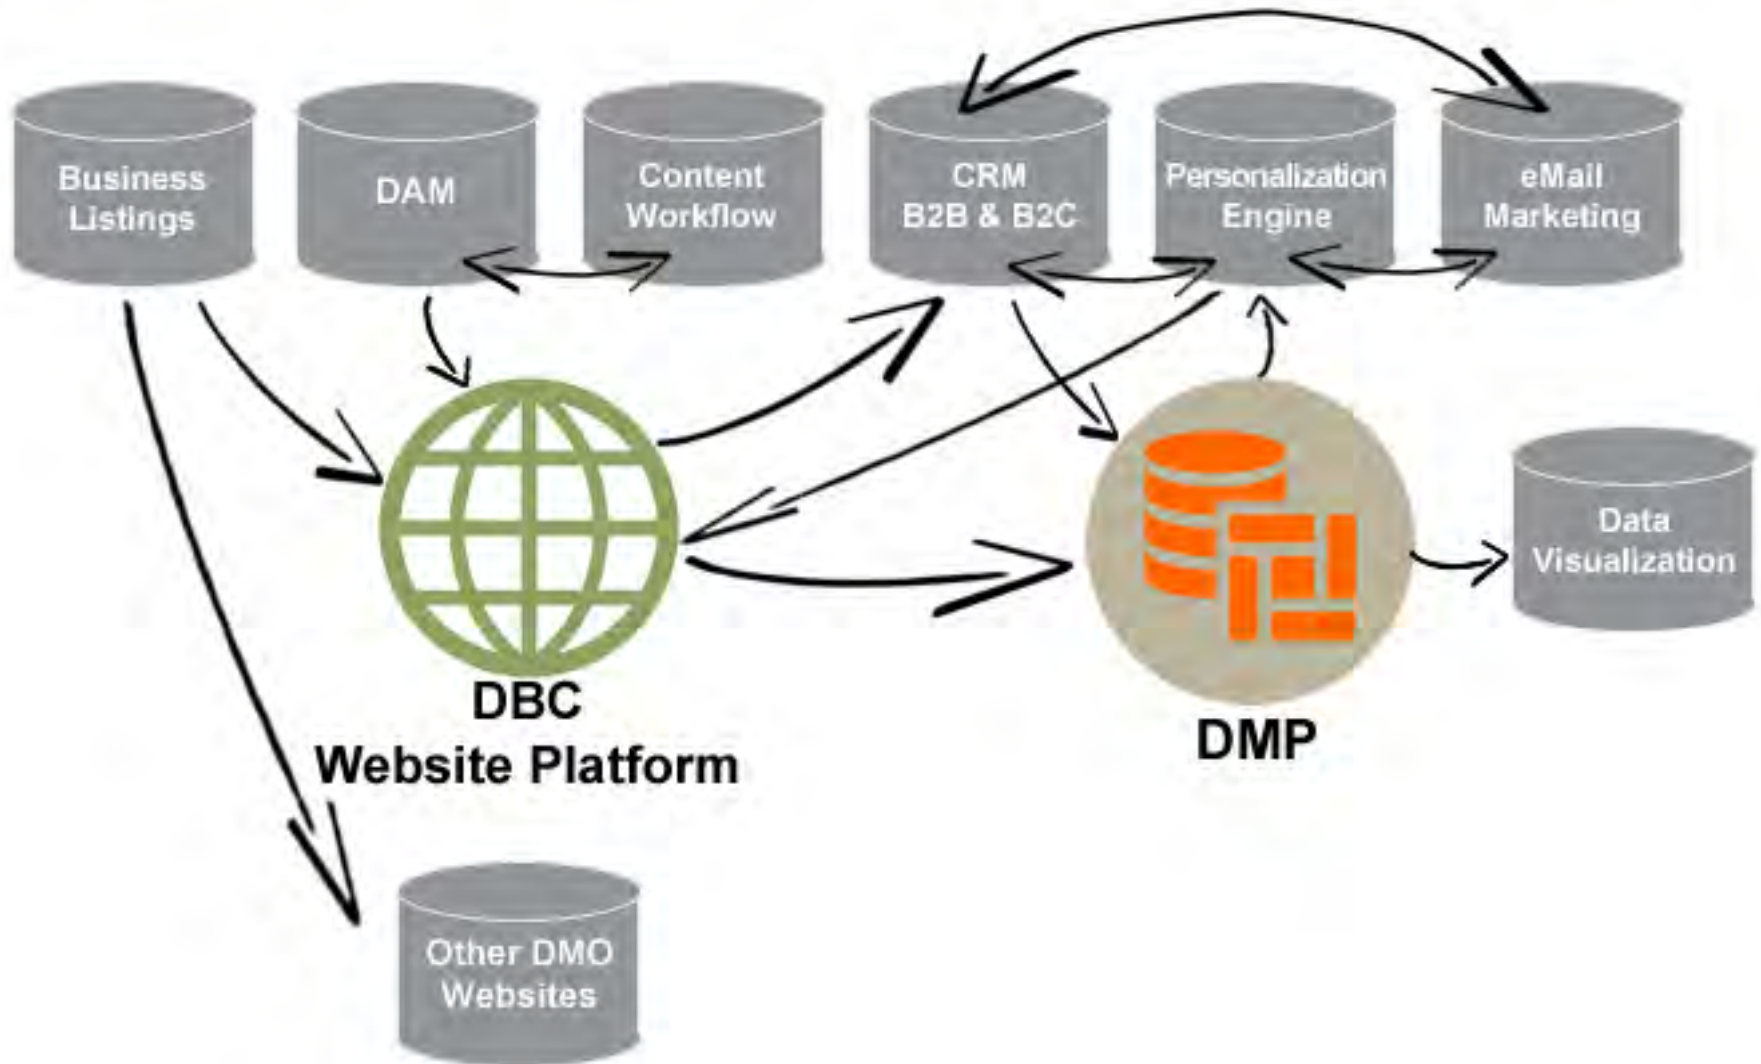 Business
Listings
DAM
Content
Workflow
CRM
B2B & B2C
Personalization
Engine
eMail
Marketing
Data
Visualization
DBC
Website Platform
DMP
Other DMO
Websites